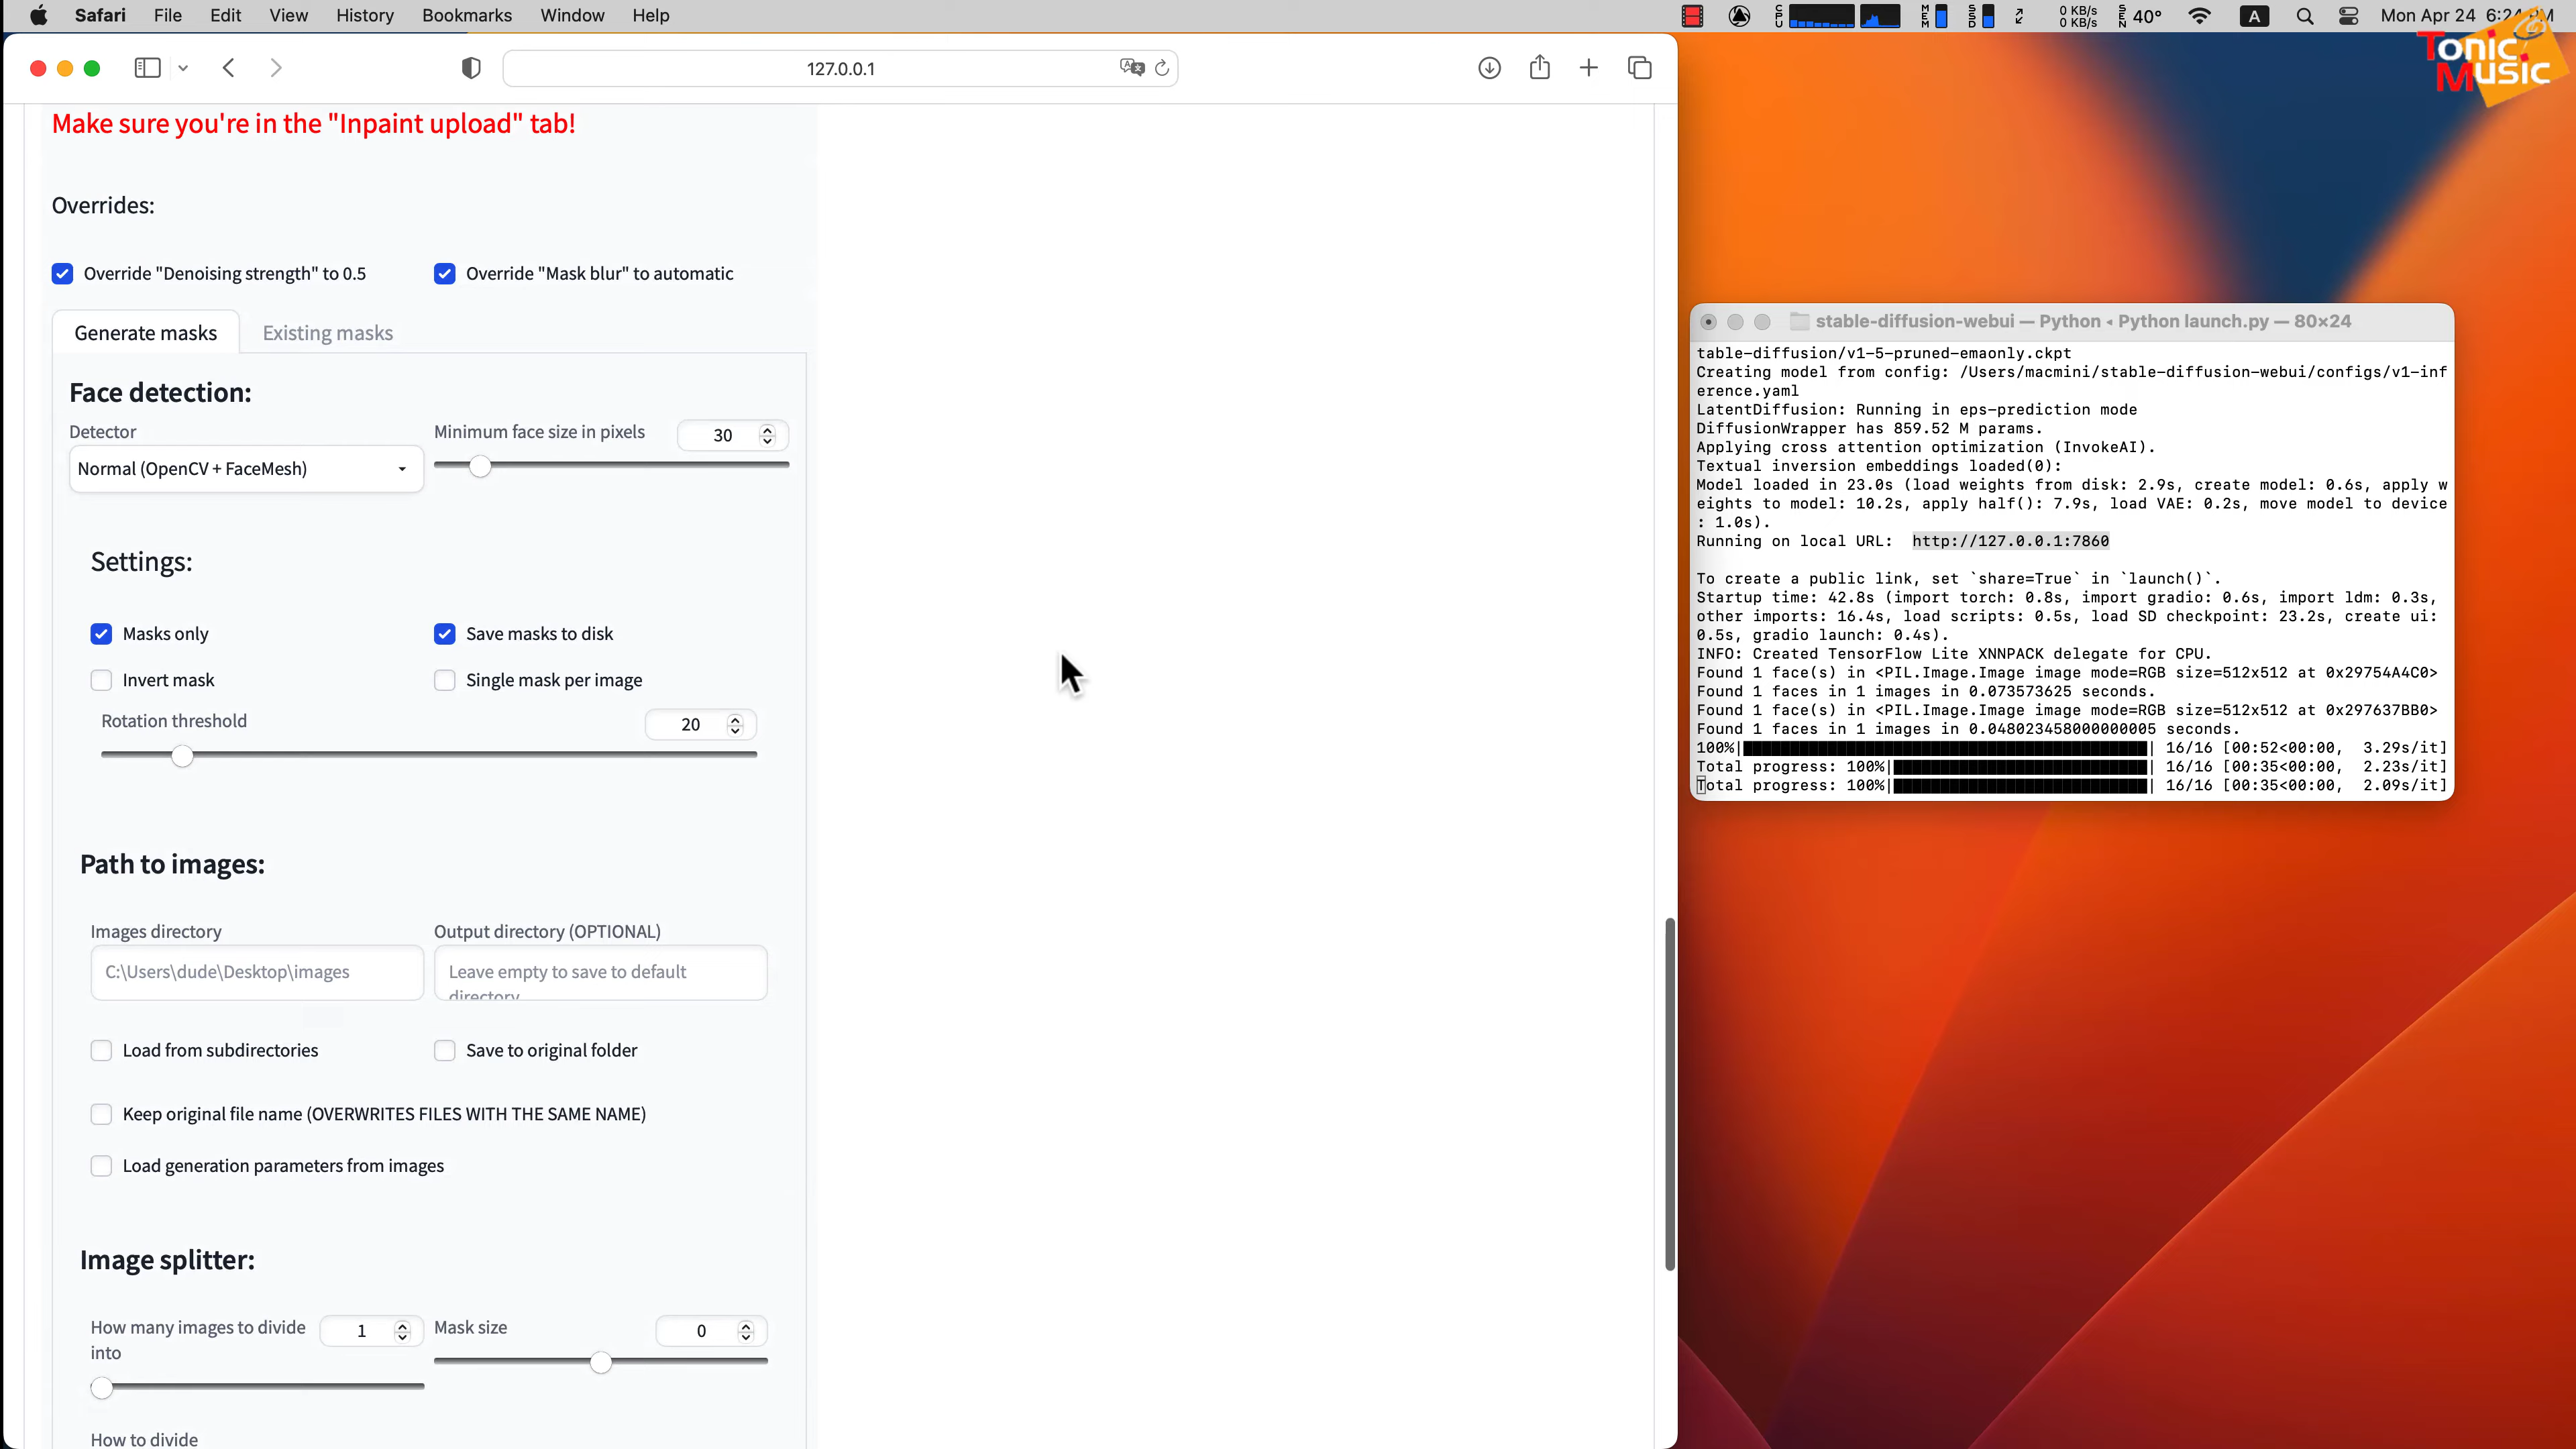 Safari File Edit View History Bookmarks Window Help
CPU MEM SSD 0 KB/s 0 KB/s SEN 40° A Mon Apr 24 6:24
Tonic Music
127.0.0.1
Make sure you're in the "Inpaint upload" tab!
Overrides:
Override "Denoising strength" to 0.5 Override "Mask blur" to automatic
Generate masks Existing masks
Face detection:
Detector Minimum face size in pixels 30
Normal (OpenCV + FaceMesh)
Settings:
Masks only Save masks to disk
Invert mask Single mask per image
Rotation threshold 20
Path to images:
Images directory Output directory (OPTIONAL)
C:\Users\dude\Desktop\images Leave empty to save to default
directory
Load from subdirectories Save to original folder
Keep original file name (OVERWRITES FILES WITH THE SAME NAME)
Load generation parameters from images
Image splitter:
How many images to divide 1 Mask size 0
into
How to divide
stable-diffusion-webui — Python ◂ Python launch.py — 80×24
table-diffusion/v1-5-pruned-emaonly.ckpt
Creating model from config: /Users/macmini/stable-diffusion-webui/configs/v1-inf
erence.yaml
LatentDiffusion: Running in eps-prediction mode
DiffusionWrapper has 859.52 M params.
Applying cross attention optimization (InvokeAI).
Textual inversion embeddings loaded(0):
Model loaded in 23.0s (load weights from disk: 2.9s, create model: 0.6s, apply w
eights to model: 10.2s, apply half(): 7.9s, load VAE: 0.2s, move model to device
: 1.0s).
Running on local URL:  http://127.0.0.1:7860
To create a public link, set `share=True` in `launch()`.
Startup time: 42.8s (import torch: 0.8s, import gradio: 0.6s, import ldm: 0.3s,
other imports: 16.4s, load scripts: 0.5s, load SD checkpoint: 23.2s, create ui:
0.5s, gradio launch: 0.4s).
INFO: Created TensorFlow Lite XNNPACK delegate for CPU.
Found 1 face(s) in <PIL.Image.Image image mode=RGB size=512x512 at 0x29754A4C0>
Found 1 faces in 1 images in 0.073573625 seconds.
Found 1 face(s) in <PIL.Image.Image image mode=RGB size=512x512 at 0x297637BB0>
Found 1 faces in 1 images in 0.048023458000000005 seconds.
100%| | 16/16 [00:52<00:00,  3.29s/it]
Total progress: 100%| | 16/16 [00:35<00:00,  2.23s/it]
Total progress: 100%| | 16/16 [00:35<00:00,  2.09s/it]